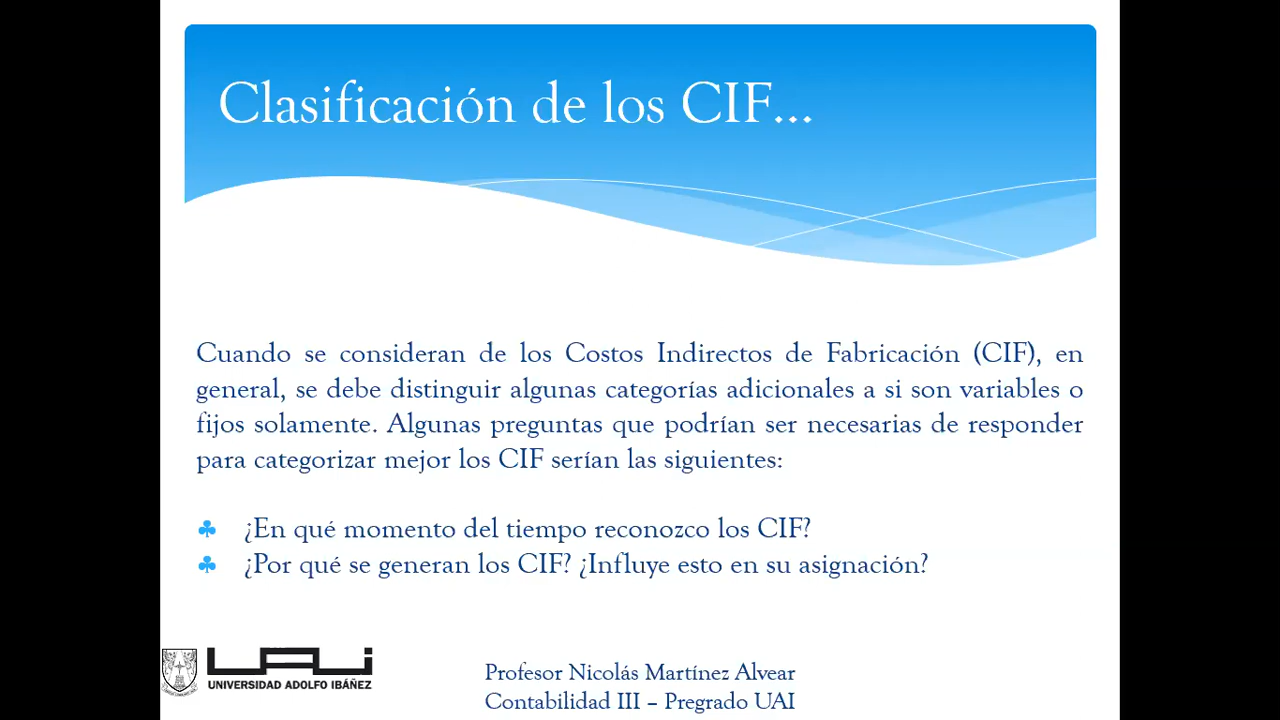 Clasificación de los CIF...
Cuando se consideran de los Costos Indirectos de Fabricación (CIF), en
general, se debe distinguir algunas categorías adicionales a si son variables o
fijos solamente. Algunas preguntas que podrían ser necesarias de responder
para categorizar mejor los CIF serían las siguientes:
♣ ¿En qué momento del tiempo reconozco los CIF?
♣ ¿Por qué se generan los CIF? ¿Influye esto en su asignación?
UAI
UNIVERSIDAD ADOLFO IBÁÑEZ
Profesor Nicolás Martínez Alvear
Contabilidad III – Pregrado UAI